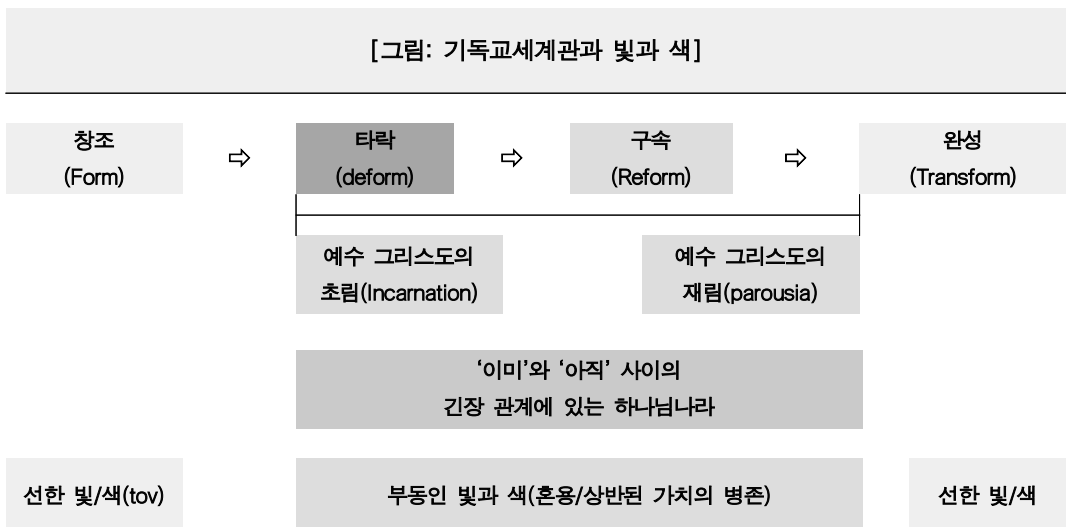 [그림: 기독교세계관과 빛과 색]
창조
(Form)
⇨
타락
(deform)
⇨
구속
(Reform)
⇨
완성
(Transform)
예수 그리스도의
초림(Incarnation)
예수 그리스도의
재림(parousia)
‘이미’와 ‘아직’ 사이의
긴장 관계에 있는 하나님나라
선한 빛/색(tov)
부동인 빛과 색(혼용/상반된 가치의 병존)
선한 빛/색